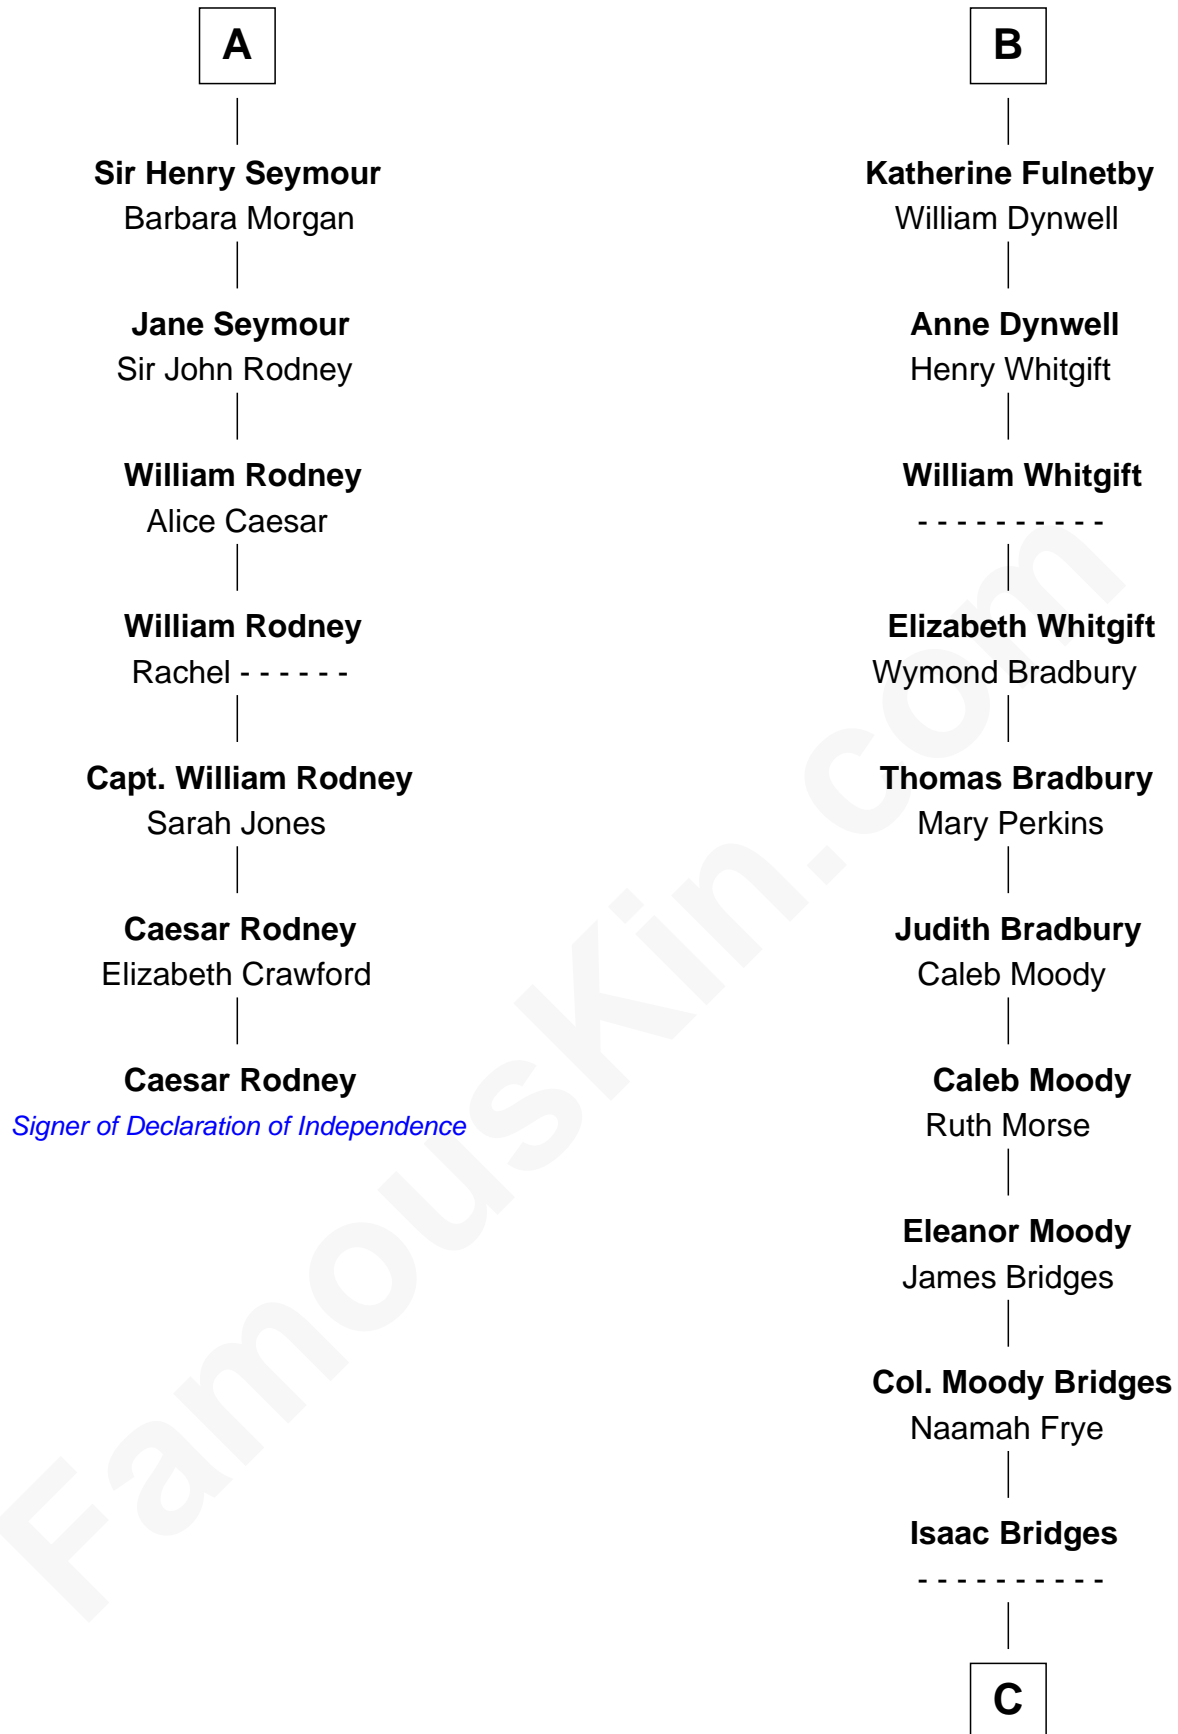 A
Sir Henry Seymour
Barbara Morgan
Jane Seymour
Sir John Rodney
William Rodney
Alice Caesar
William Rodney
Rachel - - - - - -
Capt. William Rodney
Sarah Jones
Caesar Rodney
Elizabeth Crawford
Caesar Rodney
Signer of Declaration of Independence
B
Katherine Fulnetby
William Dynwell
Anne Dynwell
Henry Whitgift
William Whitgift
- - - - - - - - - -
Elizabeth Whitgift
Wymond Bradbury
Thomas Bradbury
Mary Perkins
Judith Bradbury
Caleb Moody
Caleb Moody
Ruth Morse
Eleanor Moody
James Bridges
Col. Moody Bridges
Naamah Frye
Isaac Bridges
- - - - - - - - - -
C
FamousKin.com